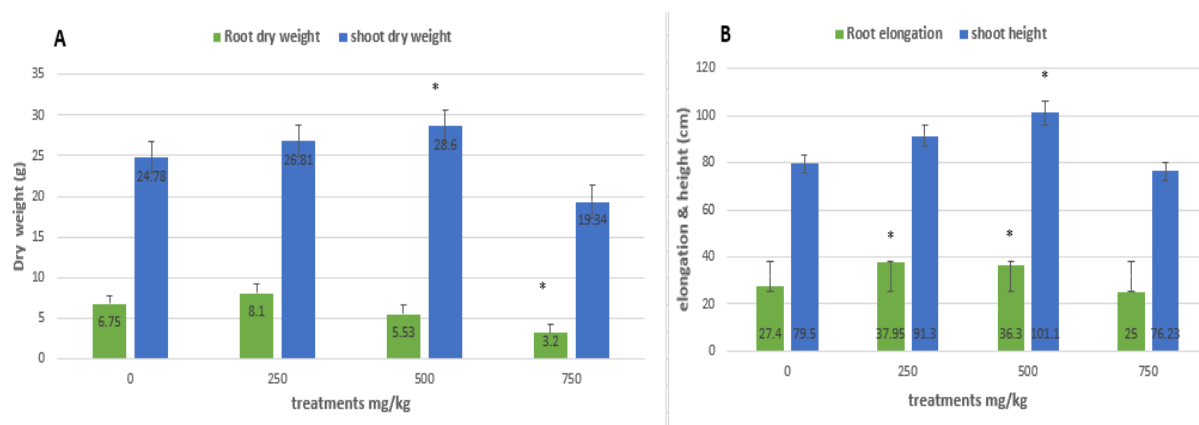 A
Root dry weight shoot dry weight
Dry weight (g)
35
30
25
20
15
10
5
0
*
*
24.78
26.81
28.6
19.34
6.75
8.1
5.53
3.2
0 250 500 750
treatments mg/kg
B
Root elongation shoot height
elongation & height (cm)
120
100
80
60
40
20
0
*
*
*
27.4 79.5 37.95 91.3 36.3 101.1 25 76.23
0 250 500 750
treatments mg/kg